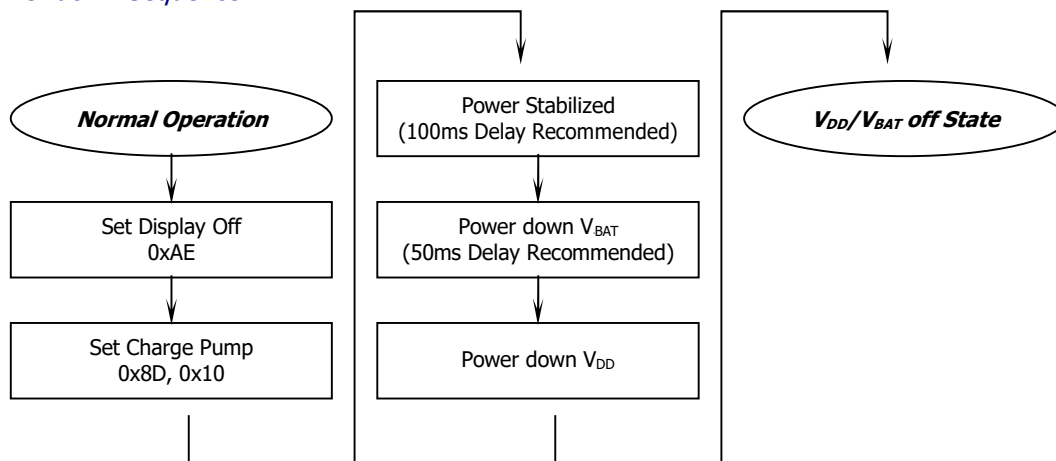 Normal Operation
Set Display Off
0xAE
Set Charge Pump
0x8D, 0x10
Power Stabilized
(100ms Delay Recommended)
Power down VBAT
(50ms Delay Recommended)
Power down VDD
VDD/VBAT off State